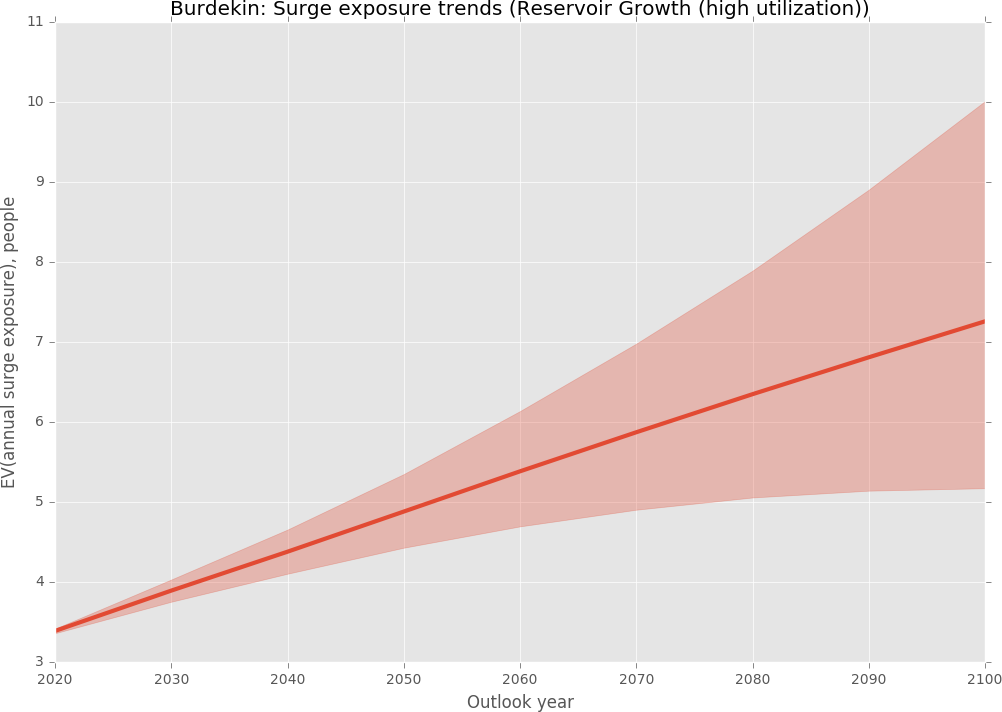 Burdekin: Surge exposure trends (Reservoir Growth (high utilization))
EV(annual surge exposure), people
11
10
9
8
7
6
5
4
3
2020 2030 2040 2050 2060 2070 2080 2090 2100
Outlook year